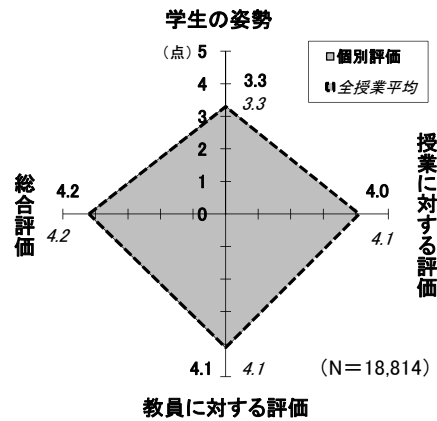 学生の姿勢
（点）
5
4
3
2
1
0
3.3
3.3
個別評価
全授業平均
授業に対する評価
4.0
4.1
総合評価
4.2
4.2
4.1
4.1
（N＝18,814）
教員に対する評価